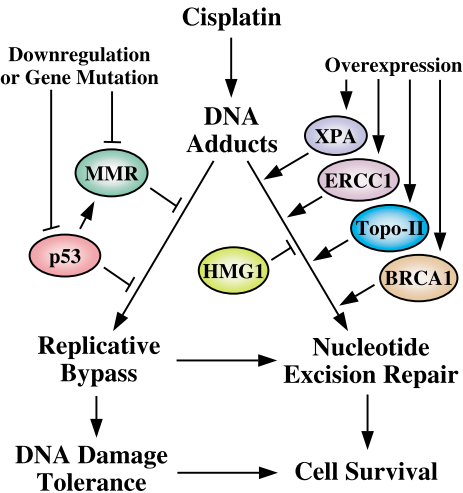 Cisplatin
Downregulation
or Gene Mutation
Overexpression
DNA
Adducts
XPA
MMR
ERCC1
Topo-II
p53
HMG1
BRCA1
Replicative
Bypass
Nucleotide
Excision Repair
DNA Damage
Tolerance
Cell Survival